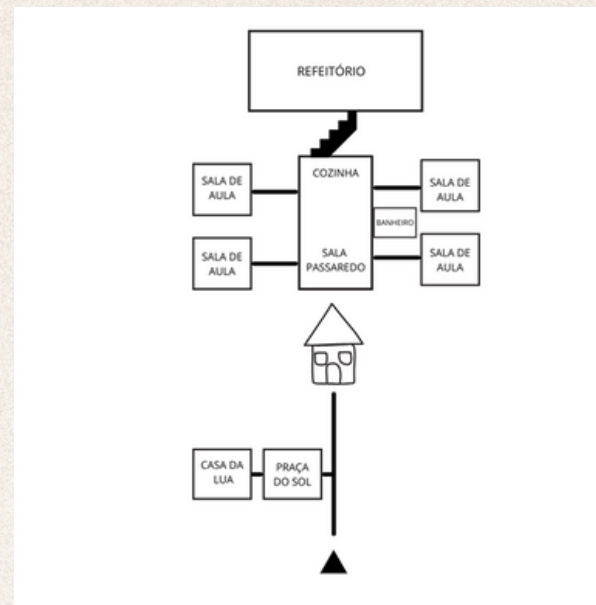 REFEITÓRIO
COZINHA
SALA DE
AULA
SALA DE
AULA
BANHEIRO
SALA DE
AULA
SALA
PASSAREDO
SALA DE
AULA
CASA DA
LUA
PRAÇA
DO SOL